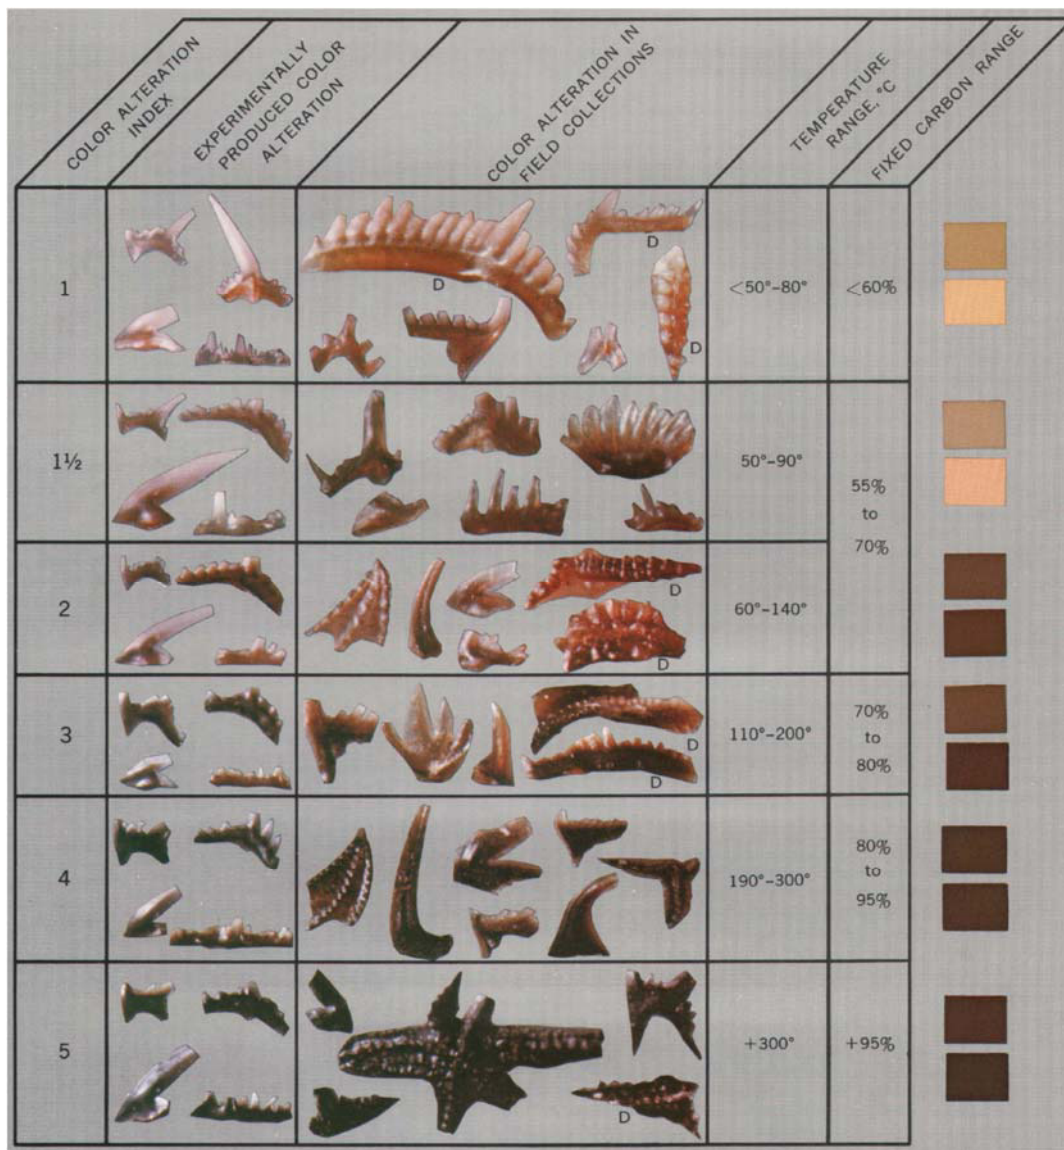 COLOR ALTERATION
INDEX
EXPERIMENTALLY
PRODUCED COLOR
ALTERATION
COLOR ALTERATION IN
FIELD COLLECTIONS
TEMPERATURE
RANGE, °C
FIXED CARBON RANGE
1
D
D
D
<50°–80°
<60%
1½
50°–90°
55%
to
70%
2
D
D
60°–140°
3
D
D
110°–200°
70%
to
80%
4
190°–300°
80%
to
95%
5
D
+300°
+95%